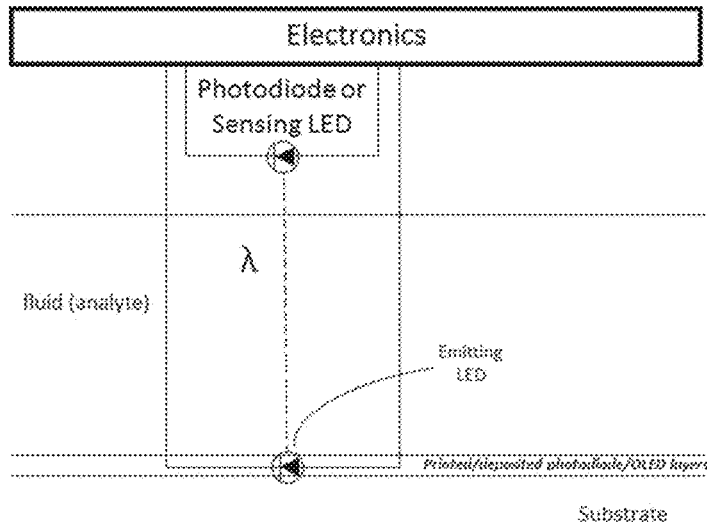 Electronics
Photodiode or
Sensing LED
λ
fluid (analyte)
Emitting
LED
Printed/deposited photodiode/OLED layers
Substrate